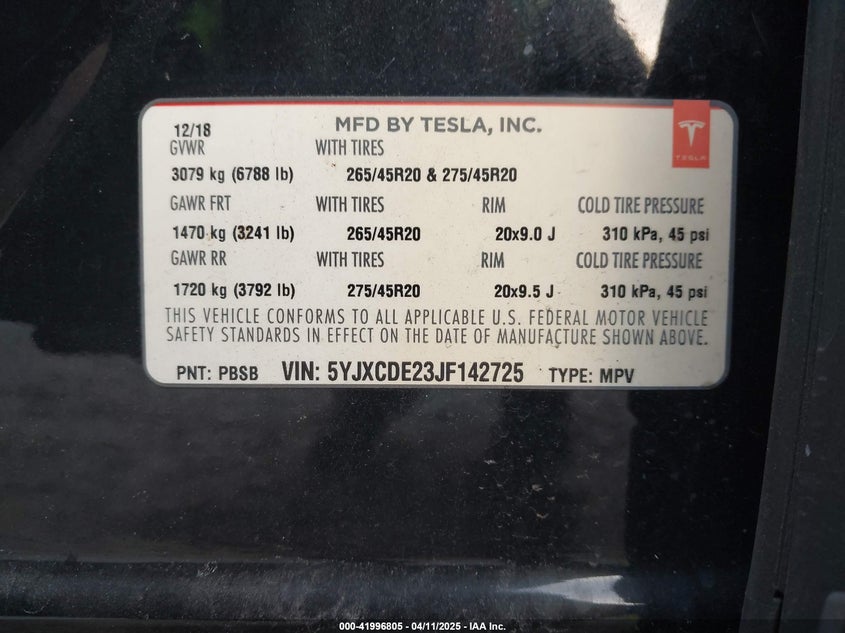 12/18 MFD BY TESLA, INC.
TESLA
GVWR WITH TIRES
3079 kg (6788 lb) 265/45R20 & 275/45R20
GAWR FRT WITH TIRES RIM COLD TIRE PRESSURE
1470 kg (3241 lb) 265/45R20 20x9.0 J 310 kPa, 45 psi
GAWR RR WITH TIRES RIM COLD TIRE PRESSURE
1720 kg (3792 lb) 275/45R20 20x9.5 J 310 kPa, 45 psi
THIS VEHICLE CONFORMS TO ALL APPLICABLE U.S. FEDERAL MOTOR VEHICLE
SAFETY STANDARDS IN EFFECT ON THE DATE OF MANUFACTURE SHOWN ABOVE.
PNT: PBSB VIN: 5YJXCDE23JF142725 TYPE: MPV
000-41996805 - 04/11/2025 - IAA Inc.